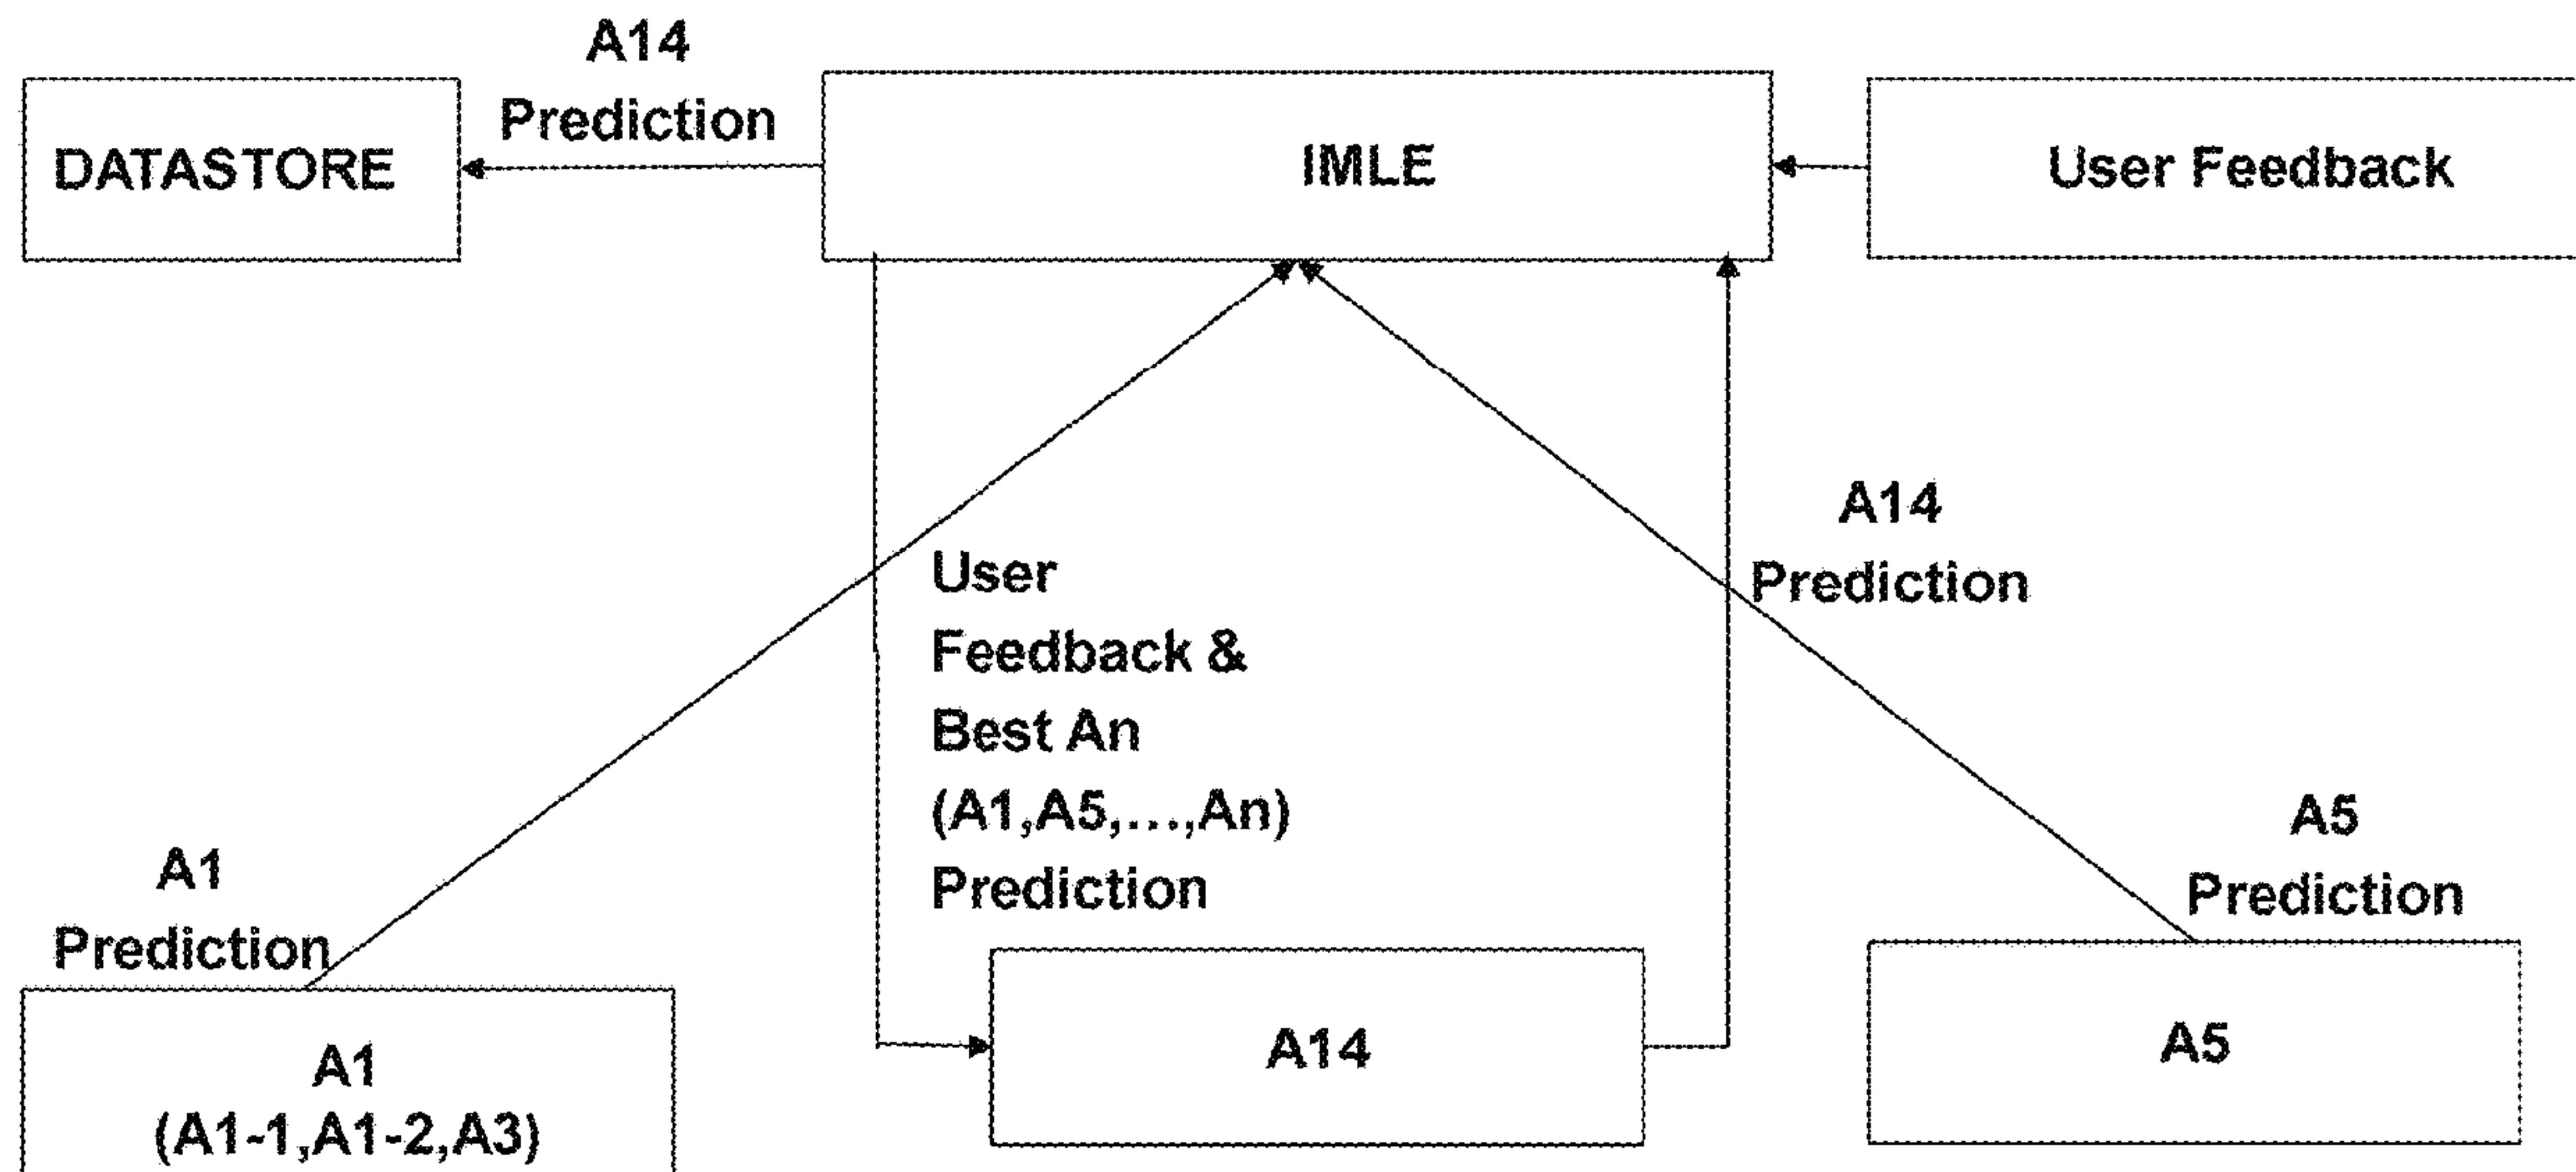 A14
Prediction
DATASTORE
IMLE
User Feedback
A14
Prediction
User
Feedback &
Best An
(A1,A5,...,An)
Prediction
A5
Prediction
A1
Prediction
A1
(A1-1,A1-2,A3)
A14
A5